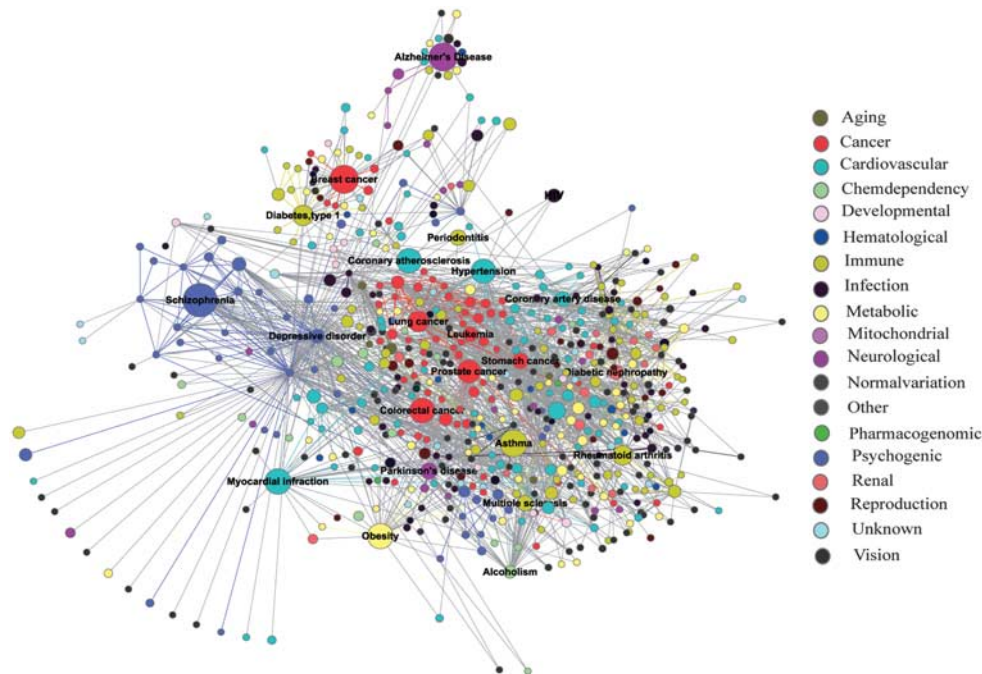 Alzheimer's Disease
Breast cancer
HIV
Diabetes,type 1
Periodontitis
Coronary atherosclerosis
Hypertension
Schizophrenia
Coronary artery disease
Lung cancer
Depressive disorder
Leukemia
Stomach cancer
Prostate cancer
Diabetic nephropathy
Colorectal cancer
Asthma
Rheumatoid arthritis
Parkinson's disease
Myocardial infraction
Multiole sclerosis
Obesity
Alcoholism
Aging
Cancer
Cardiovascular
Chemdependency
Developmental
Hematological
Immune
Infection
Metabolic
Mitochondrial
Neurological
Normalvariation
Other
Pharmacogenomic
Psychogenic
Renal
Reproduction
Unknown
Vision